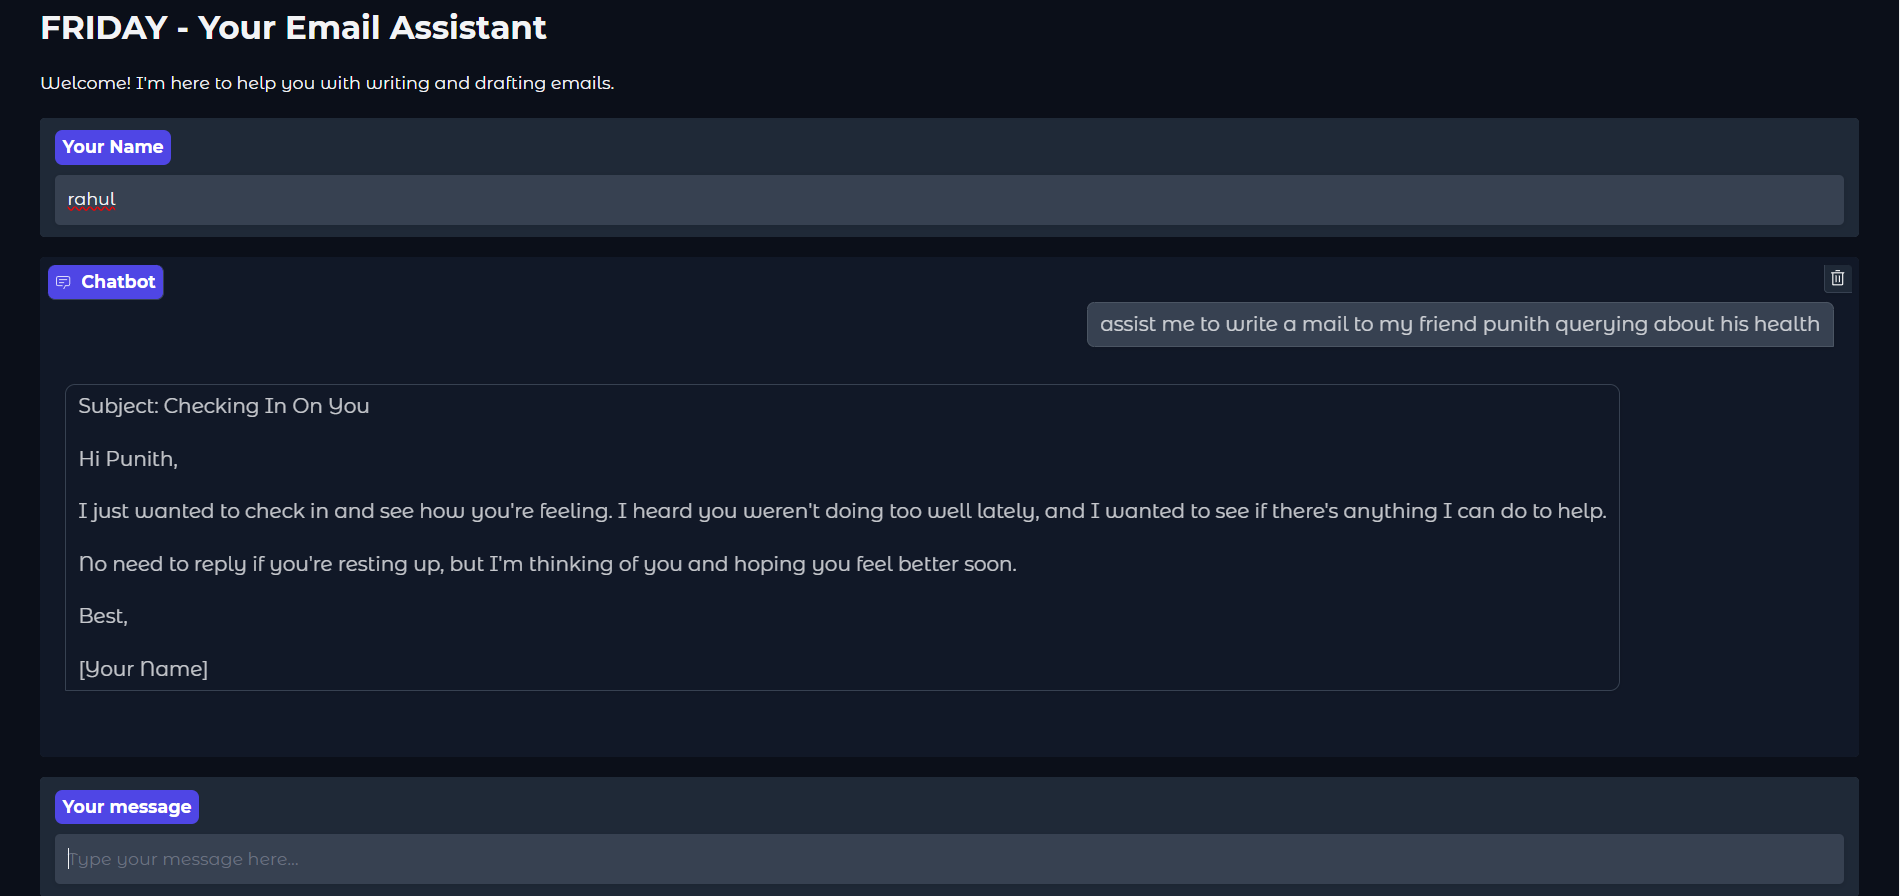 FRIDAY - Your Email Assistant
Welcome! I'm here to help you with writing and drafting emails.
Your Name
rahul
Chatbot
assist me to write a mail to my friend punith querying about his health
Subject: Checking In On You
Hi Punith,
I just wanted to check in and see how you're feeling. I heard you weren't doing too well lately, and I wanted to see if there's anything I can do to help.
No need to reply if you're resting up, but I'm thinking of you and hoping you feel better soon.
Best,
[Your Name]
Your message
Type your message here...